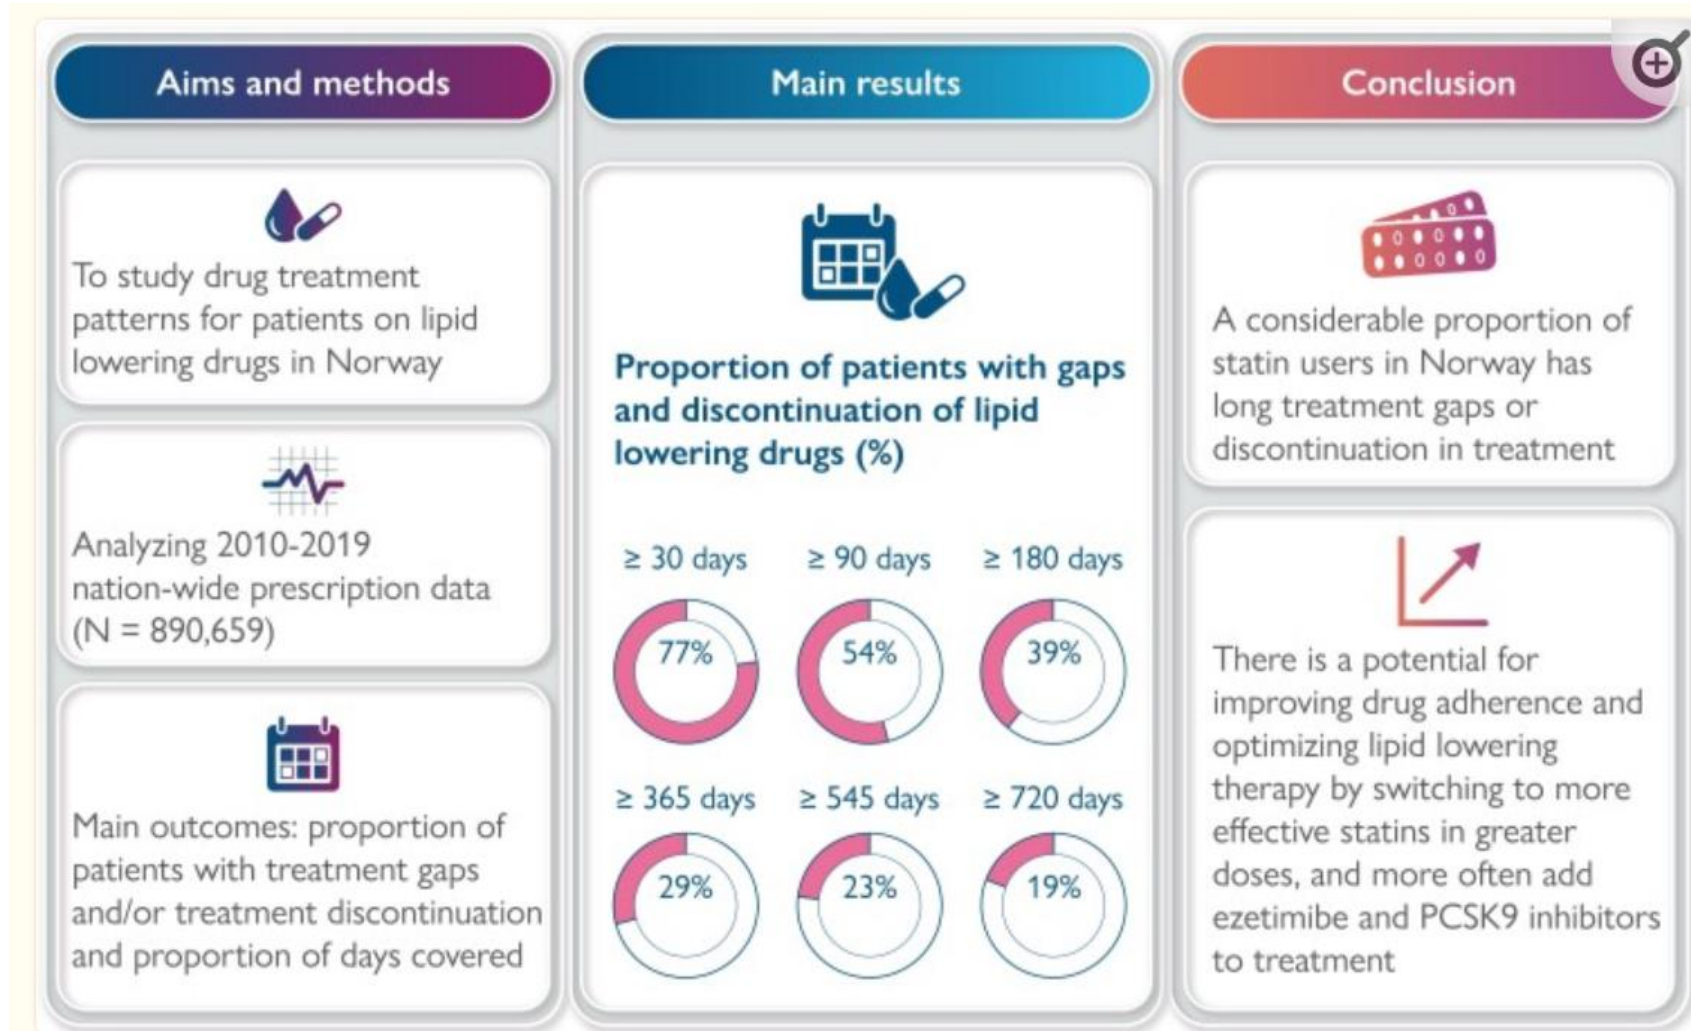 Aims and methods
To study drug treatment
patterns for patients on lipid
lowering drugs in Norway
Analyzing 2010-2019
nation-wide prescription data
(N = 890,659)
Main outcomes: proportion of
patients with treatment gaps
and/or treatment discontinuation
and proportion of days covered
Main results
Proportion of patients with gaps
and discontinuation of lipid
lowering drugs (%)
≥ 30 days ≥ 90 days ≥ 180 days
77% 54% 39%
≥ 365 days ≥ 545 days ≥ 720 days
29% 23% 19%
Conclusion
A considerable proportion of
statin users in Norway has
long treatment gaps or
discontinuation in treatment
There is a potential for
improving drug adherence and
optimizing lipid lowering
therapy by switching to more
effective statins in greater
doses, and more often add
ezetimibe and PCSK9 inhibitors
to treatment